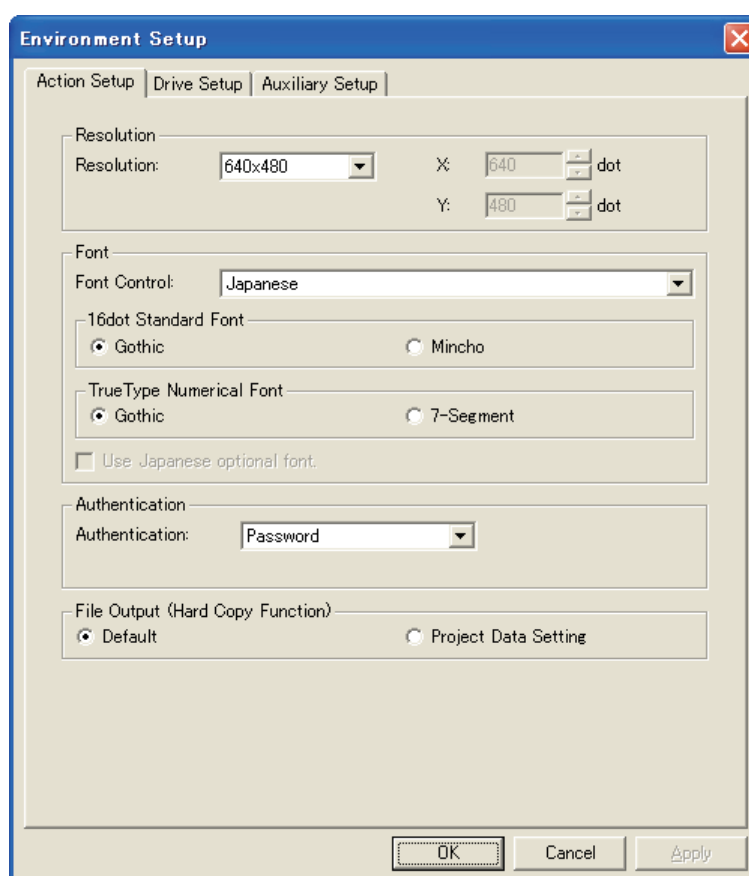 Environment Setup
Action Setup Drive Setup Auxiliary Setup
Resolution
Resolution: 640x480 X: 640 dot
Y: 480 dot
Font
Font Control: Japanese
16dot Standard Font
Gothic Mincho
TrueType Numerical Font
Gothic 7-Segment
Use Japanese optional font.
Authentication
Authentication: Password
File Output (Hard Copy Function)
Default Project Data Setting
OK Cancel Apply